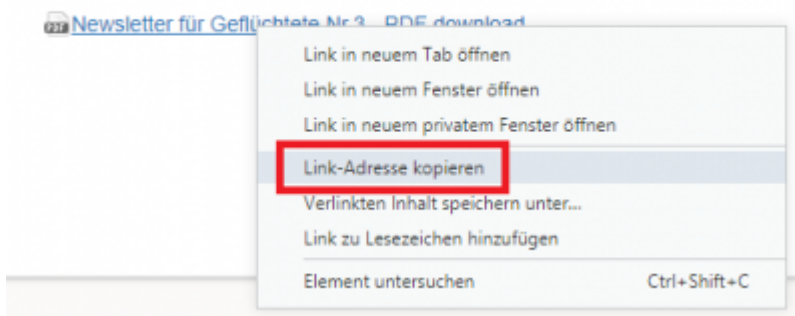 PDF
Newsletter für Geflüchtete Nr.3 PDF download
Link in neuem Tab öffnen
Link in neuem Fenster öffnen
Link in neuem privatem Fenster öffnen
Link-Adresse kopieren
Verlinkten Inhalt speichern unter...
Link zu Lesezeichen hinzufügen
Element untersuchen Ctrl+Shift+C